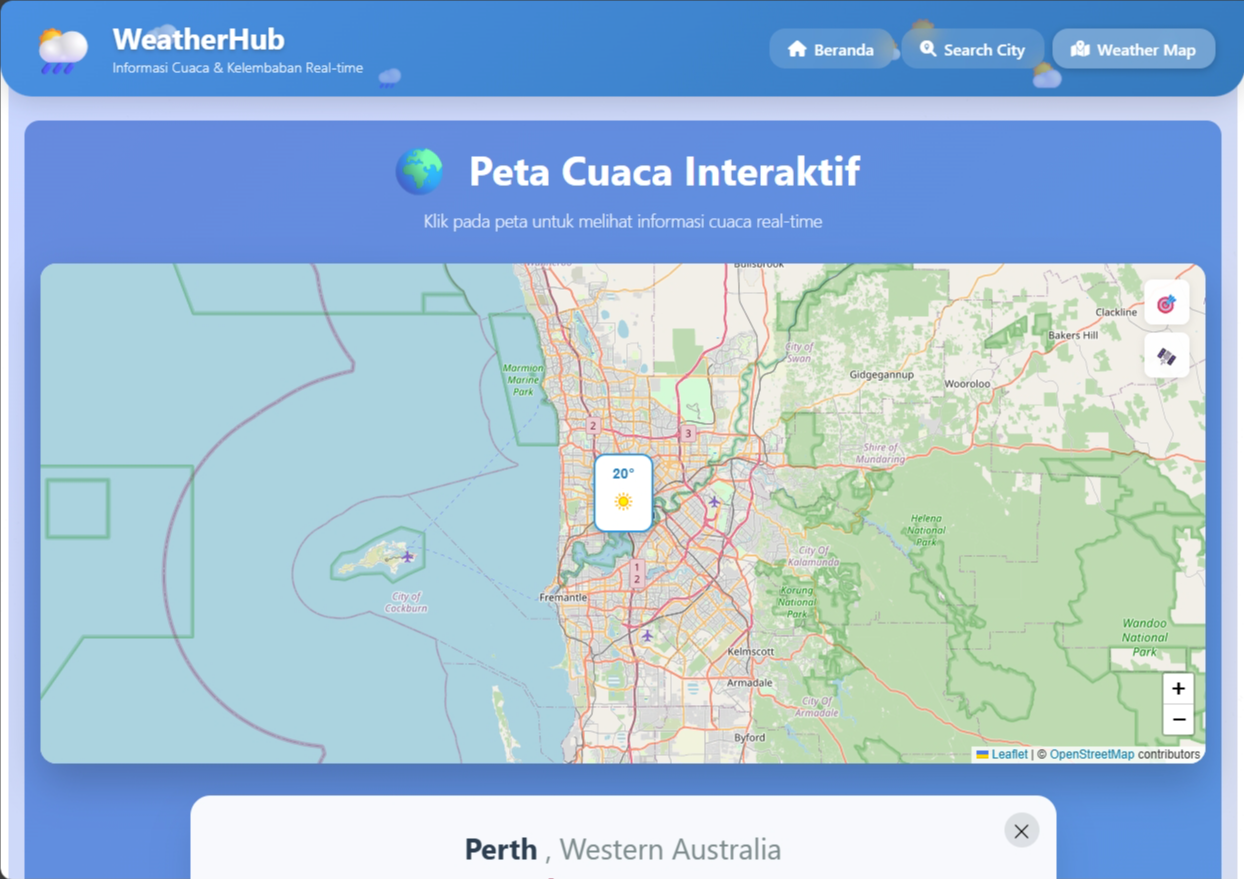 WeatherHub
Informasi Cuaca & Kelembaban Real-time
Beranda
Search City
Weather Map
Peta Cuaca Interaktif
Klik pada peta untuk melihat informasi cuaca real-time
Bullsbrook
Clackline
Bakers Hill
City of
Swan
Gidgegannup
Wooroloo
Marmion
Marine
Park
2
3
Shire of
Mundaring
20°
Helena
National
Park
City Of
Kalamunda
1
2
Fremantle
City of
Cockburn
Korung
National
Park
Wandoo
National
Park
Kelmscott
Armadale
City Of
Armadale
Byford
+
−
Leaflet | © OpenStreetMap contributors
Perth , Western Australia